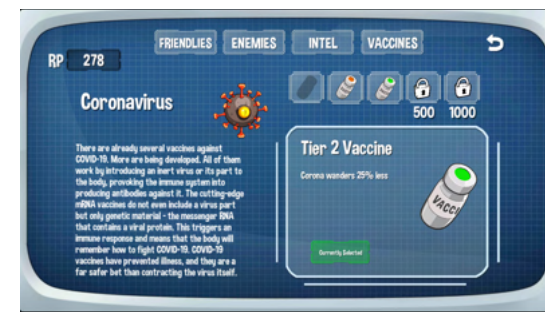 FRIENDLIES ENEMIES INTEL VACCINES
RP 278
Coronavirus
500 1000
There are already several vaccines against
COVID-19. More are being developed. All of them
work by introducing an inert virus or its part to
the body, provoking the immune system into
producing antibodies against it. The cutting-edge
mRNA vaccines do not even include a virus part
but only genetic material - the messenger RNA
that contains a viral protein. This triggers an
immune response and means that the body will
remember how to fight COVID-19. COVID-19
vaccines have prevented illness, and they are a
far safer bet than contracting the virus itself.
Tier 2 Vaccine
Corona wanders 25% less
VACCI
Currently Selected